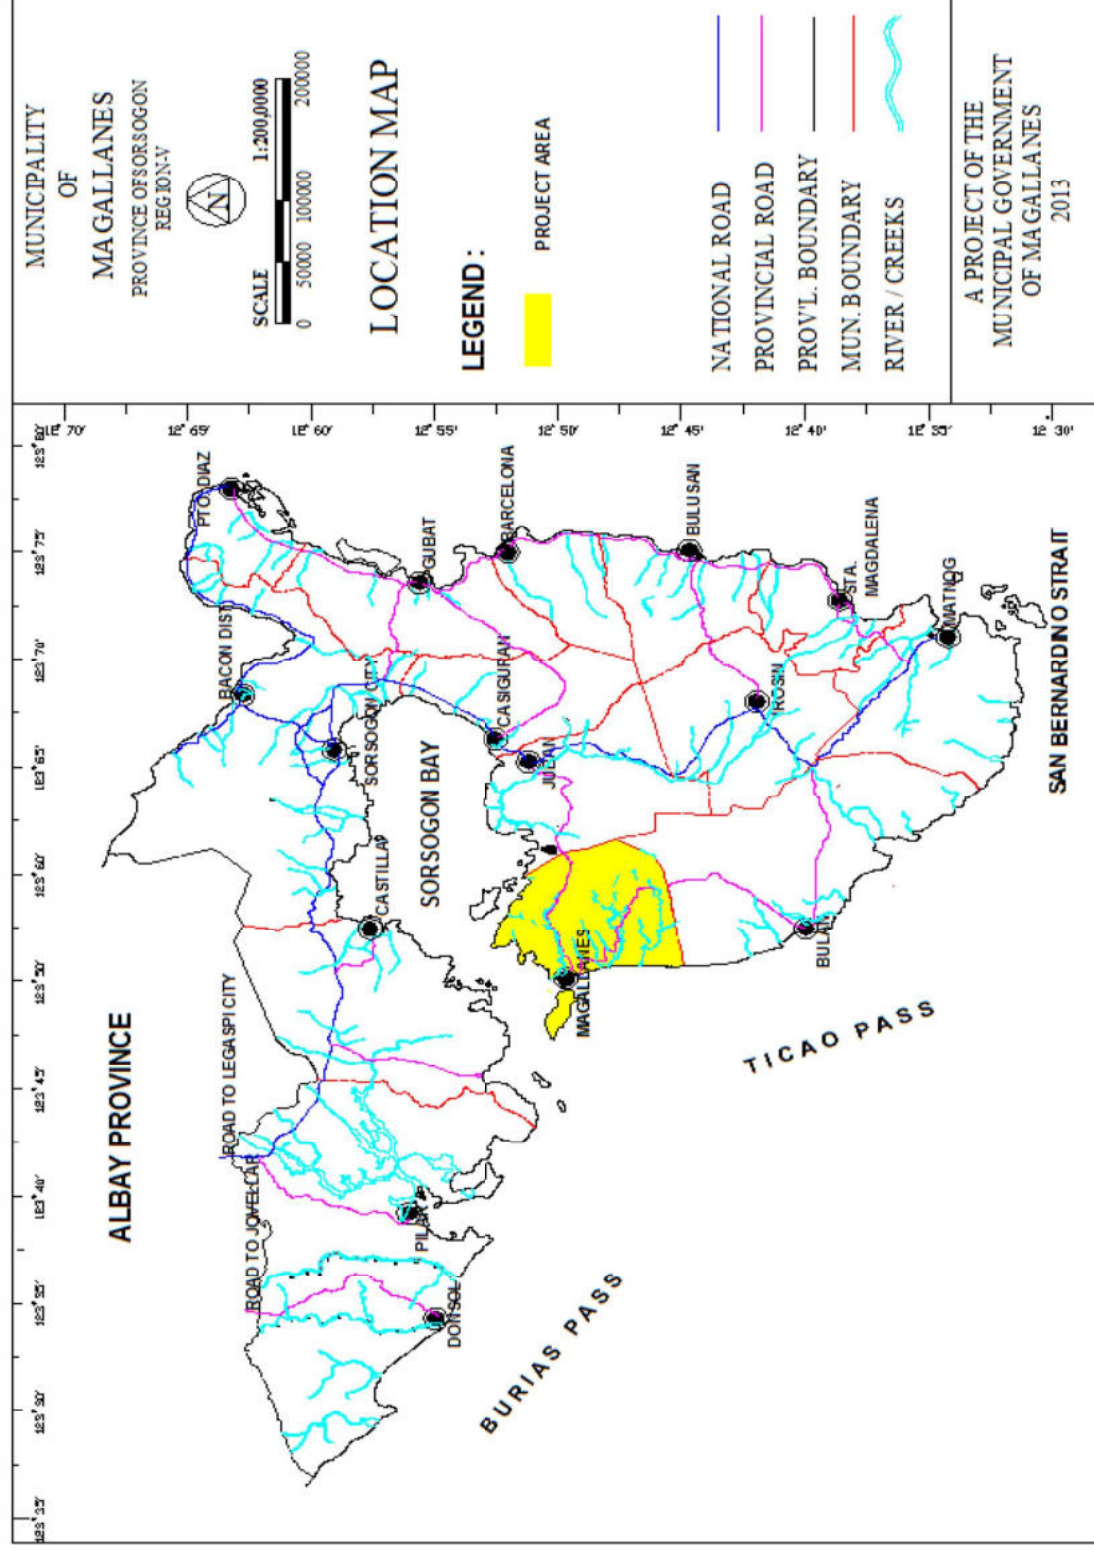 MUNICIPALITY
OF
MAGALLANES
PROVINCE OFSORSOGON
REGION-V
N
SCALE 1:200,0000
0 50000 100000 200000
LOCATION MAP
LEGEND :
PROJECT AREA
NATIONAL ROAD
PROVINCIAL ROAD
PROV'L. BOUNDARY
MUN. BOUNDARY
RIVER / CREEKS
A PROJECT OF THE
MUNICIPAL GOVERNMENT
OF MAGALLANES
2013
ALBAY PROVINCE
ROAD TO LEGASPI CITY
ROAD TO JOVELLAR
PTO. DIAZ
BACON DIST.
SORSOGON CITY
GUBAT
CASTILLA
SORSOGON BAY
CASIGURAN
BARCELONA
JUBAN
PILAR
DONSOL
MAGALLANES
BULUSAN
IROSIN
BULAN
STA.
MAGDALENA
MATNOG
BURIAS PASS
TICAO PASS
SAN BERNARDINO STRAIT